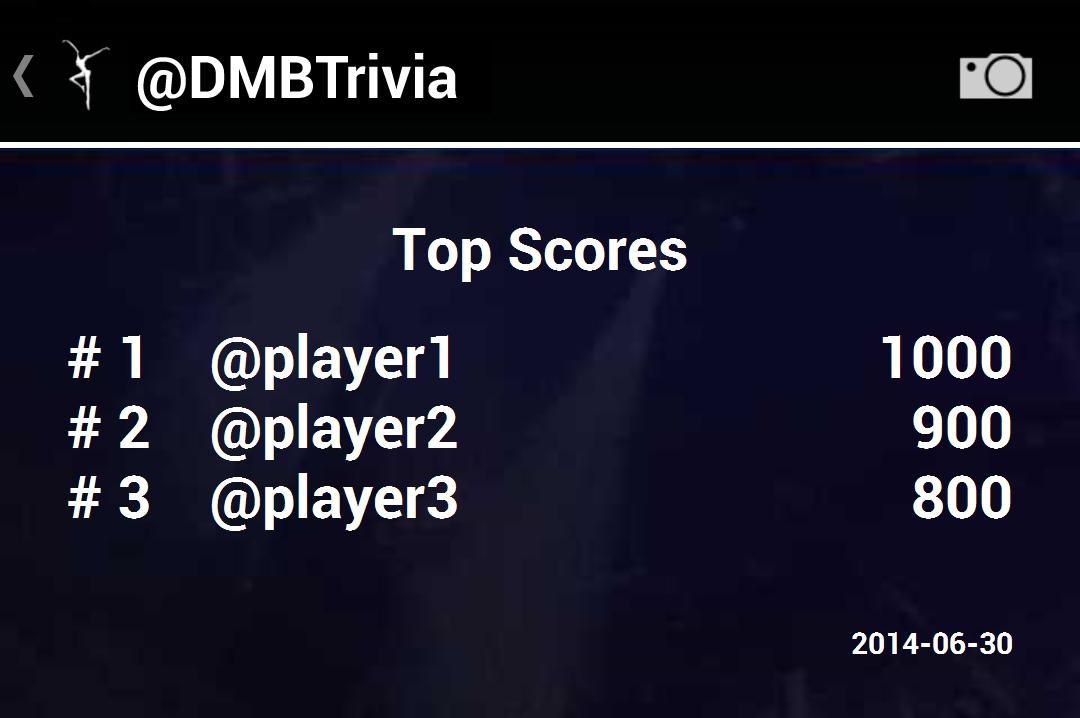 @DMBTrivia
Top Scores
# 1 @player1 1000
# 2 @player2 900
# 3 @player3 800
2014-06-30